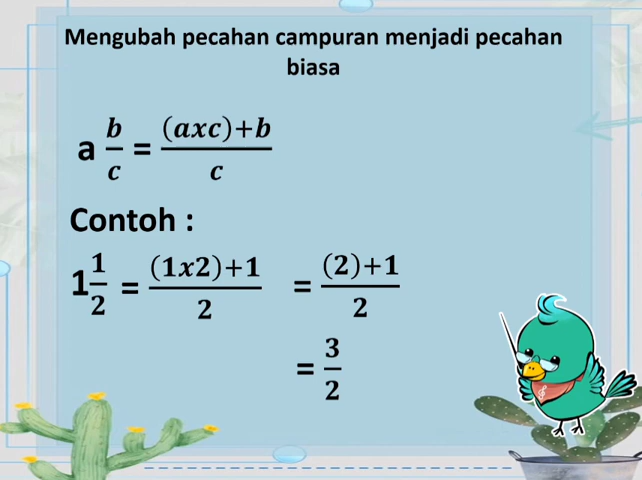 Mengubah pecahan campuran menjadi pecahan
biasa
a b/c = (axc)+b/c
Contoh :
1 1/2 = (1x2)+1/2 = (2)+1/2
= 3/2